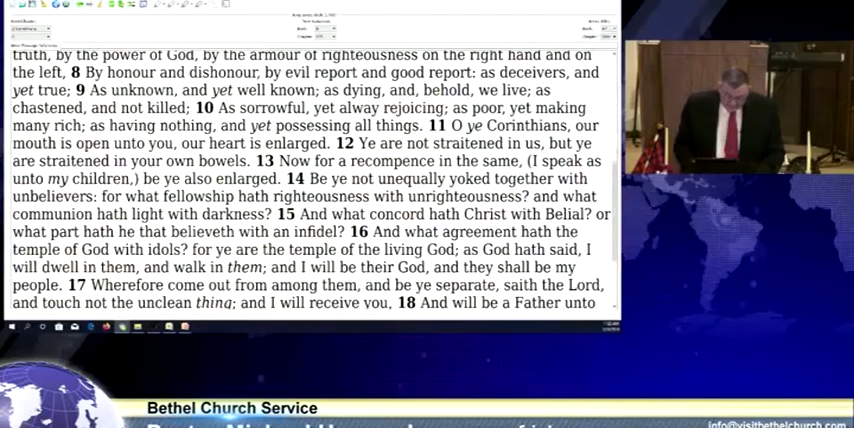 truth, by the power of God, by the armour of righteousness on the right hand and on
the left, 8 By honour and dishonour, by evil report and good report: as deceivers, and
yet true; 9 As unknown, and yet well known; as dying, and, behold, we live; as
chastened, and not killed; 10 As sorrowful, yet alway rejoicing; as poor, yet making
many rich; as having nothing, and yet possessing all things. 11 O ye Corinthians, our
mouth is open unto you, our heart is enlarged. 12 Ye are not straitened in us, but ye
are straitened in your own bowels. 13 Now for a recompence in the same, (I speak as
unto my children,) be ye also enlarged. 14 Be ye not unequally yoked together with
unbelievers: for what fellowship hath righteousness with unrighteousness? and what
communion hath light with darkness? 15 And what concord hath Christ with Belial? or
what part hath he that believeth with an infidel? 16 And what agreement hath the
temple of God with idols? for ye are the temple of the living God; as God hath said, I
will dwell in them, and walk in them; and I will be their God, and they shall be my
people. 17 Wherefore come out from among them, and be ye separate, saith the Lord,
and touch not the unclean thing; and I will receive you, 18 And will be a Father unto
Bethel Church Service
info@visitbethelchurch.com